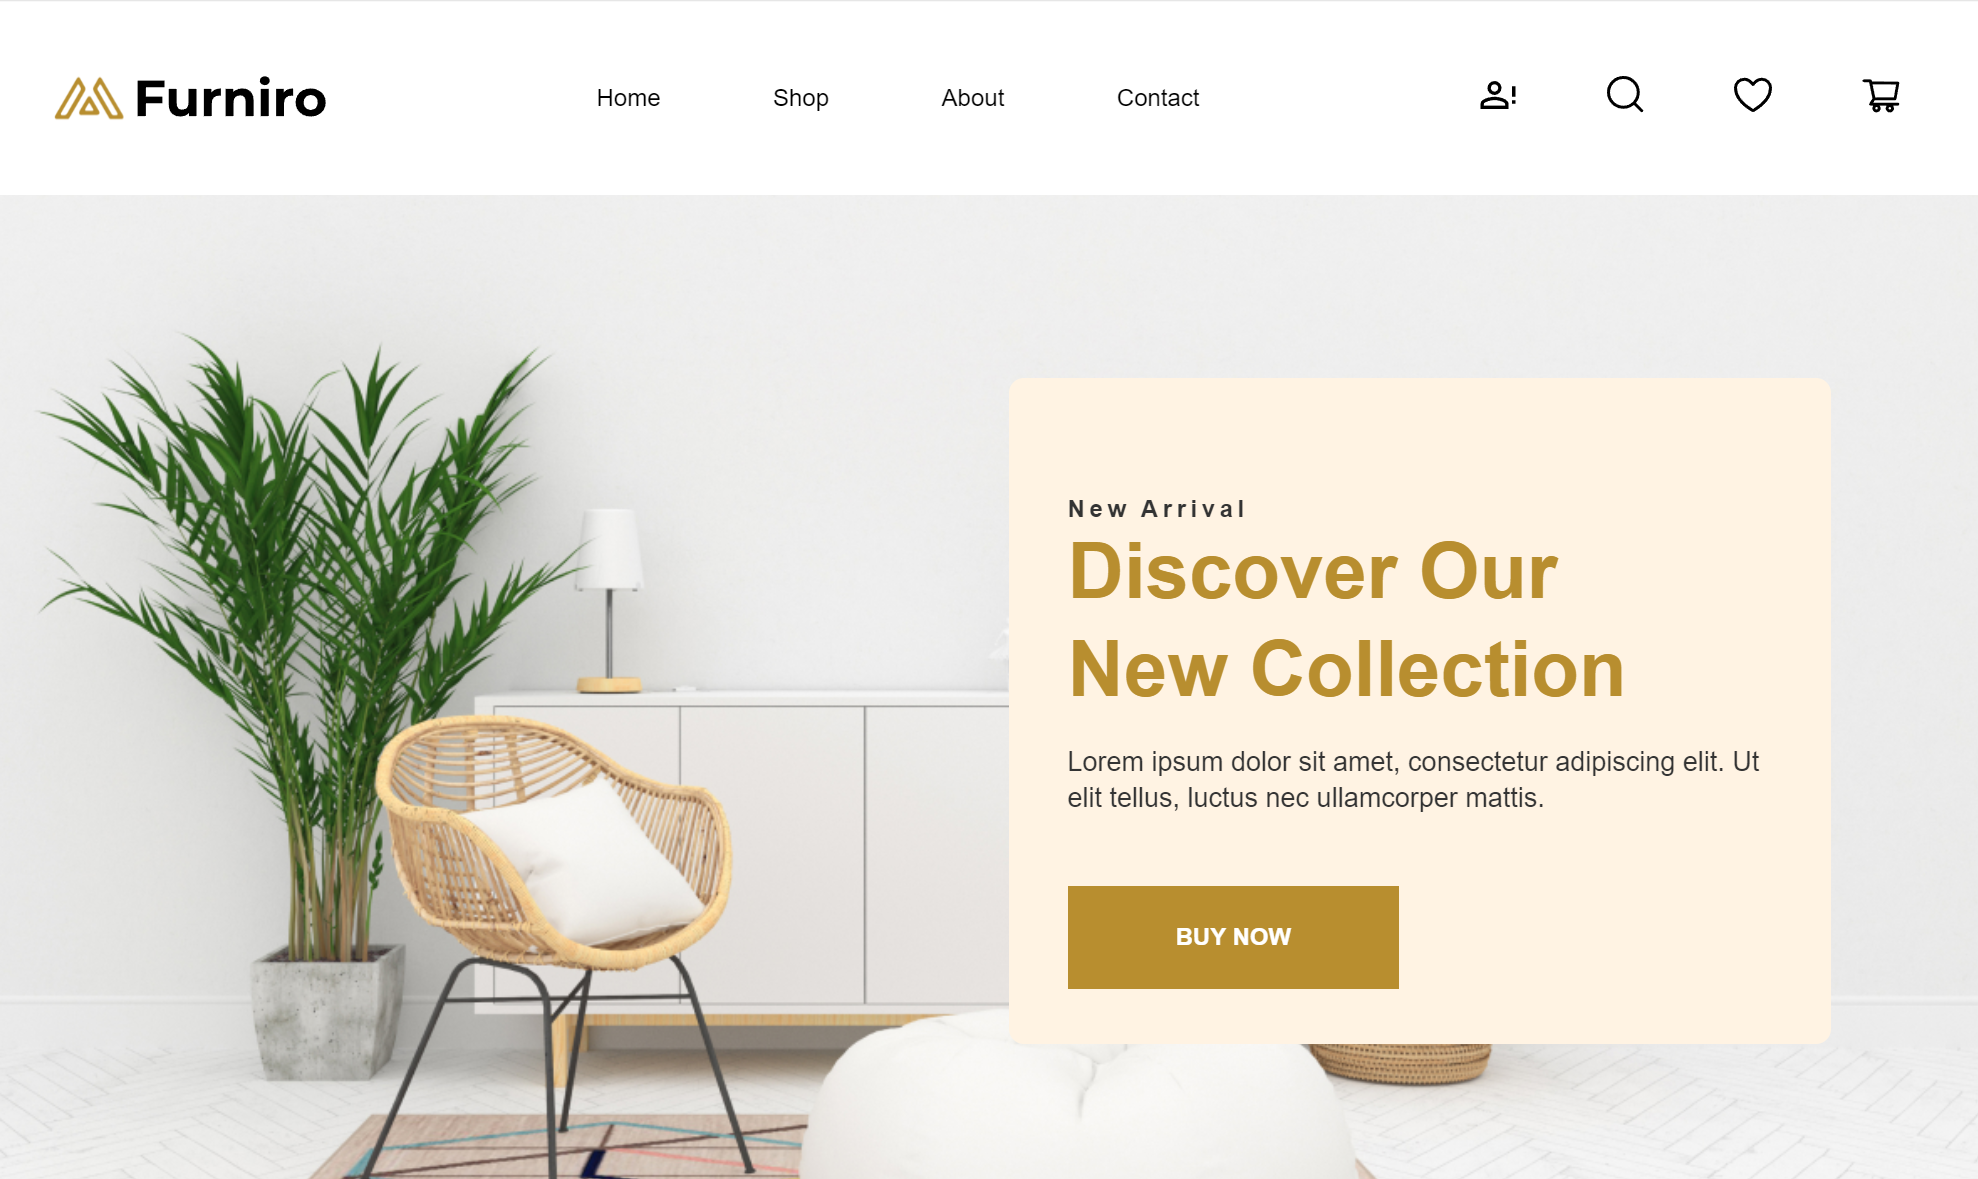 Furniro
Home
Shop
About
Contact
New Arrival
Discover Our
New Collection
Lorem ipsum dolor sit amet, consectetur adipiscing elit. Ut
elit tellus, luctus nec ullamcorper mattis.
BUY NOW